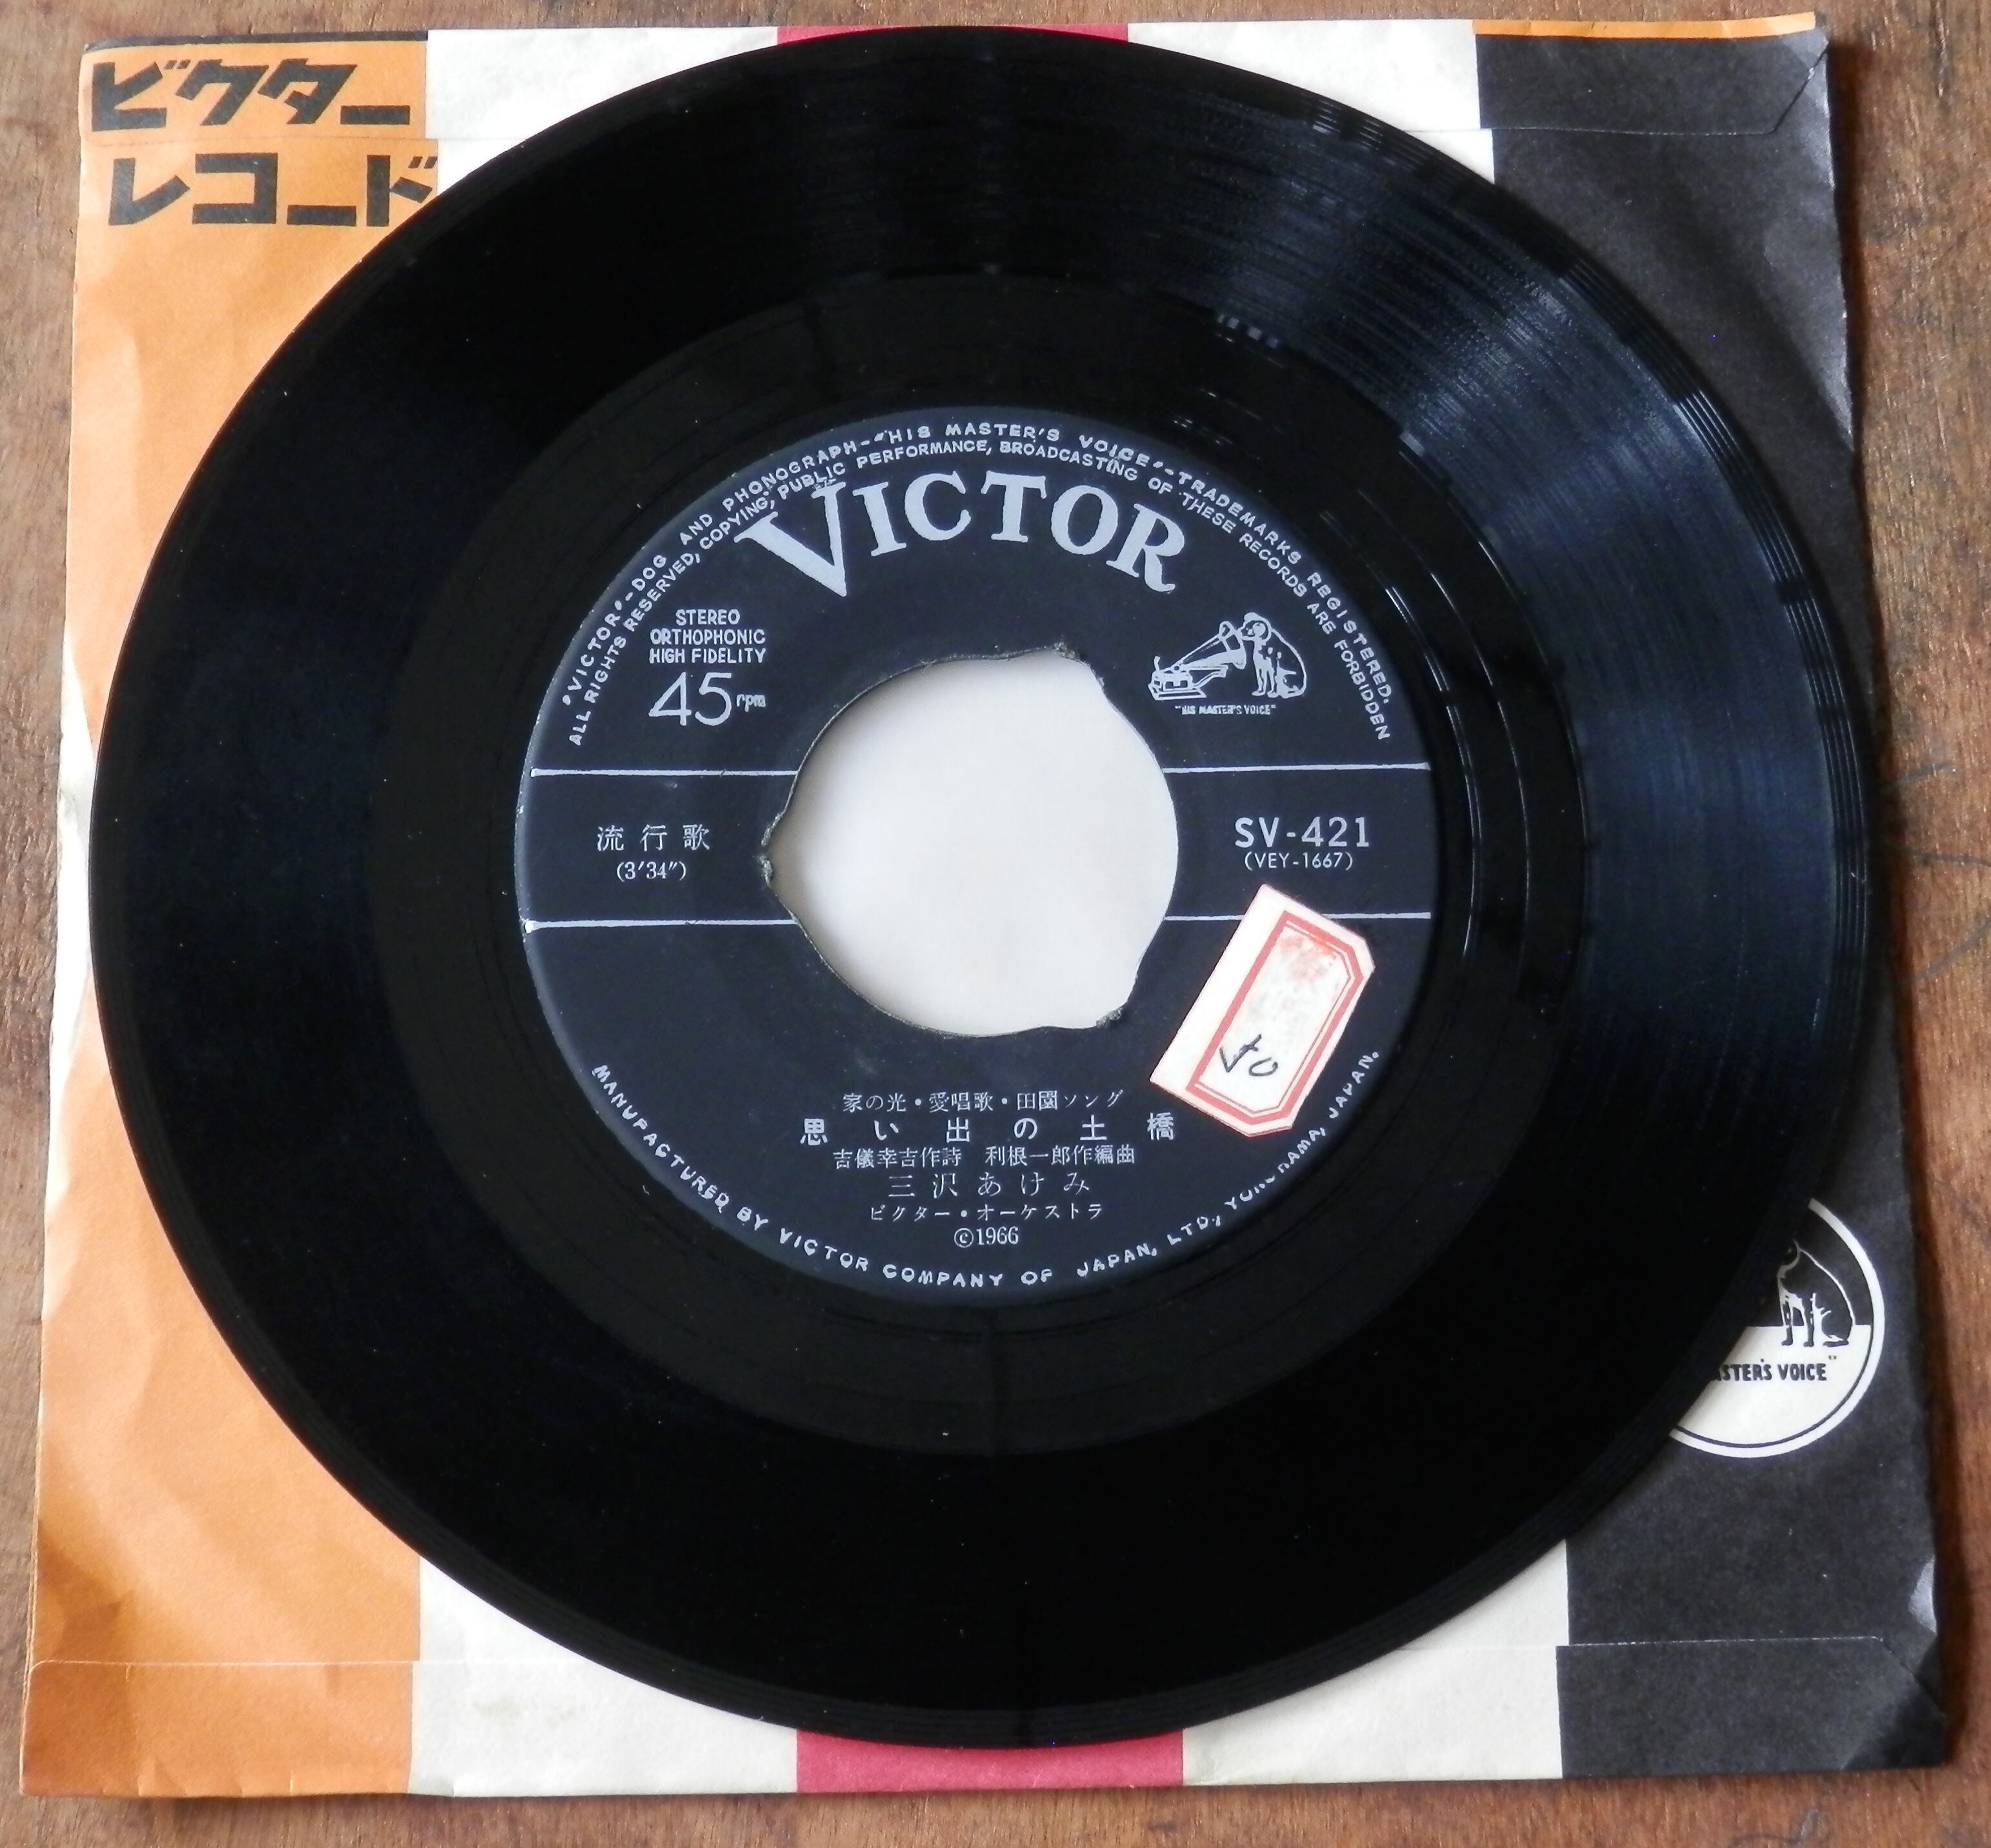 ビクター
レコード
"VICTOR"-DOG AND PHONOGRAPH-"HIS MASTER'S VOICE"-TRADEMARKS REGISTERED.
ALL RIGHTS RESERVED, COPYING, PUBLIC PERFORMANCE, BROADCASTING OF THESE RECORDS ARE FORBIDDEN
VICTOR
STEREO
ORTHOPHONIC
HIGH FIDELITY
45rpm
"HIS MASTER'S VOICE"
流行歌
(3′34″)
SV-421
(VEY-1667)
40
家の光・愛唱歌・田園ソング
思い出の土橋
吉儀幸吉作詩 利根一郎作編曲
三沢あけみ
ビクター・オーケストラ
©1966
MANUFACTURED BY VICTOR COMPANY OF JAPAN, LTD., YOKOHAMA, JAPAN.
VOICE"